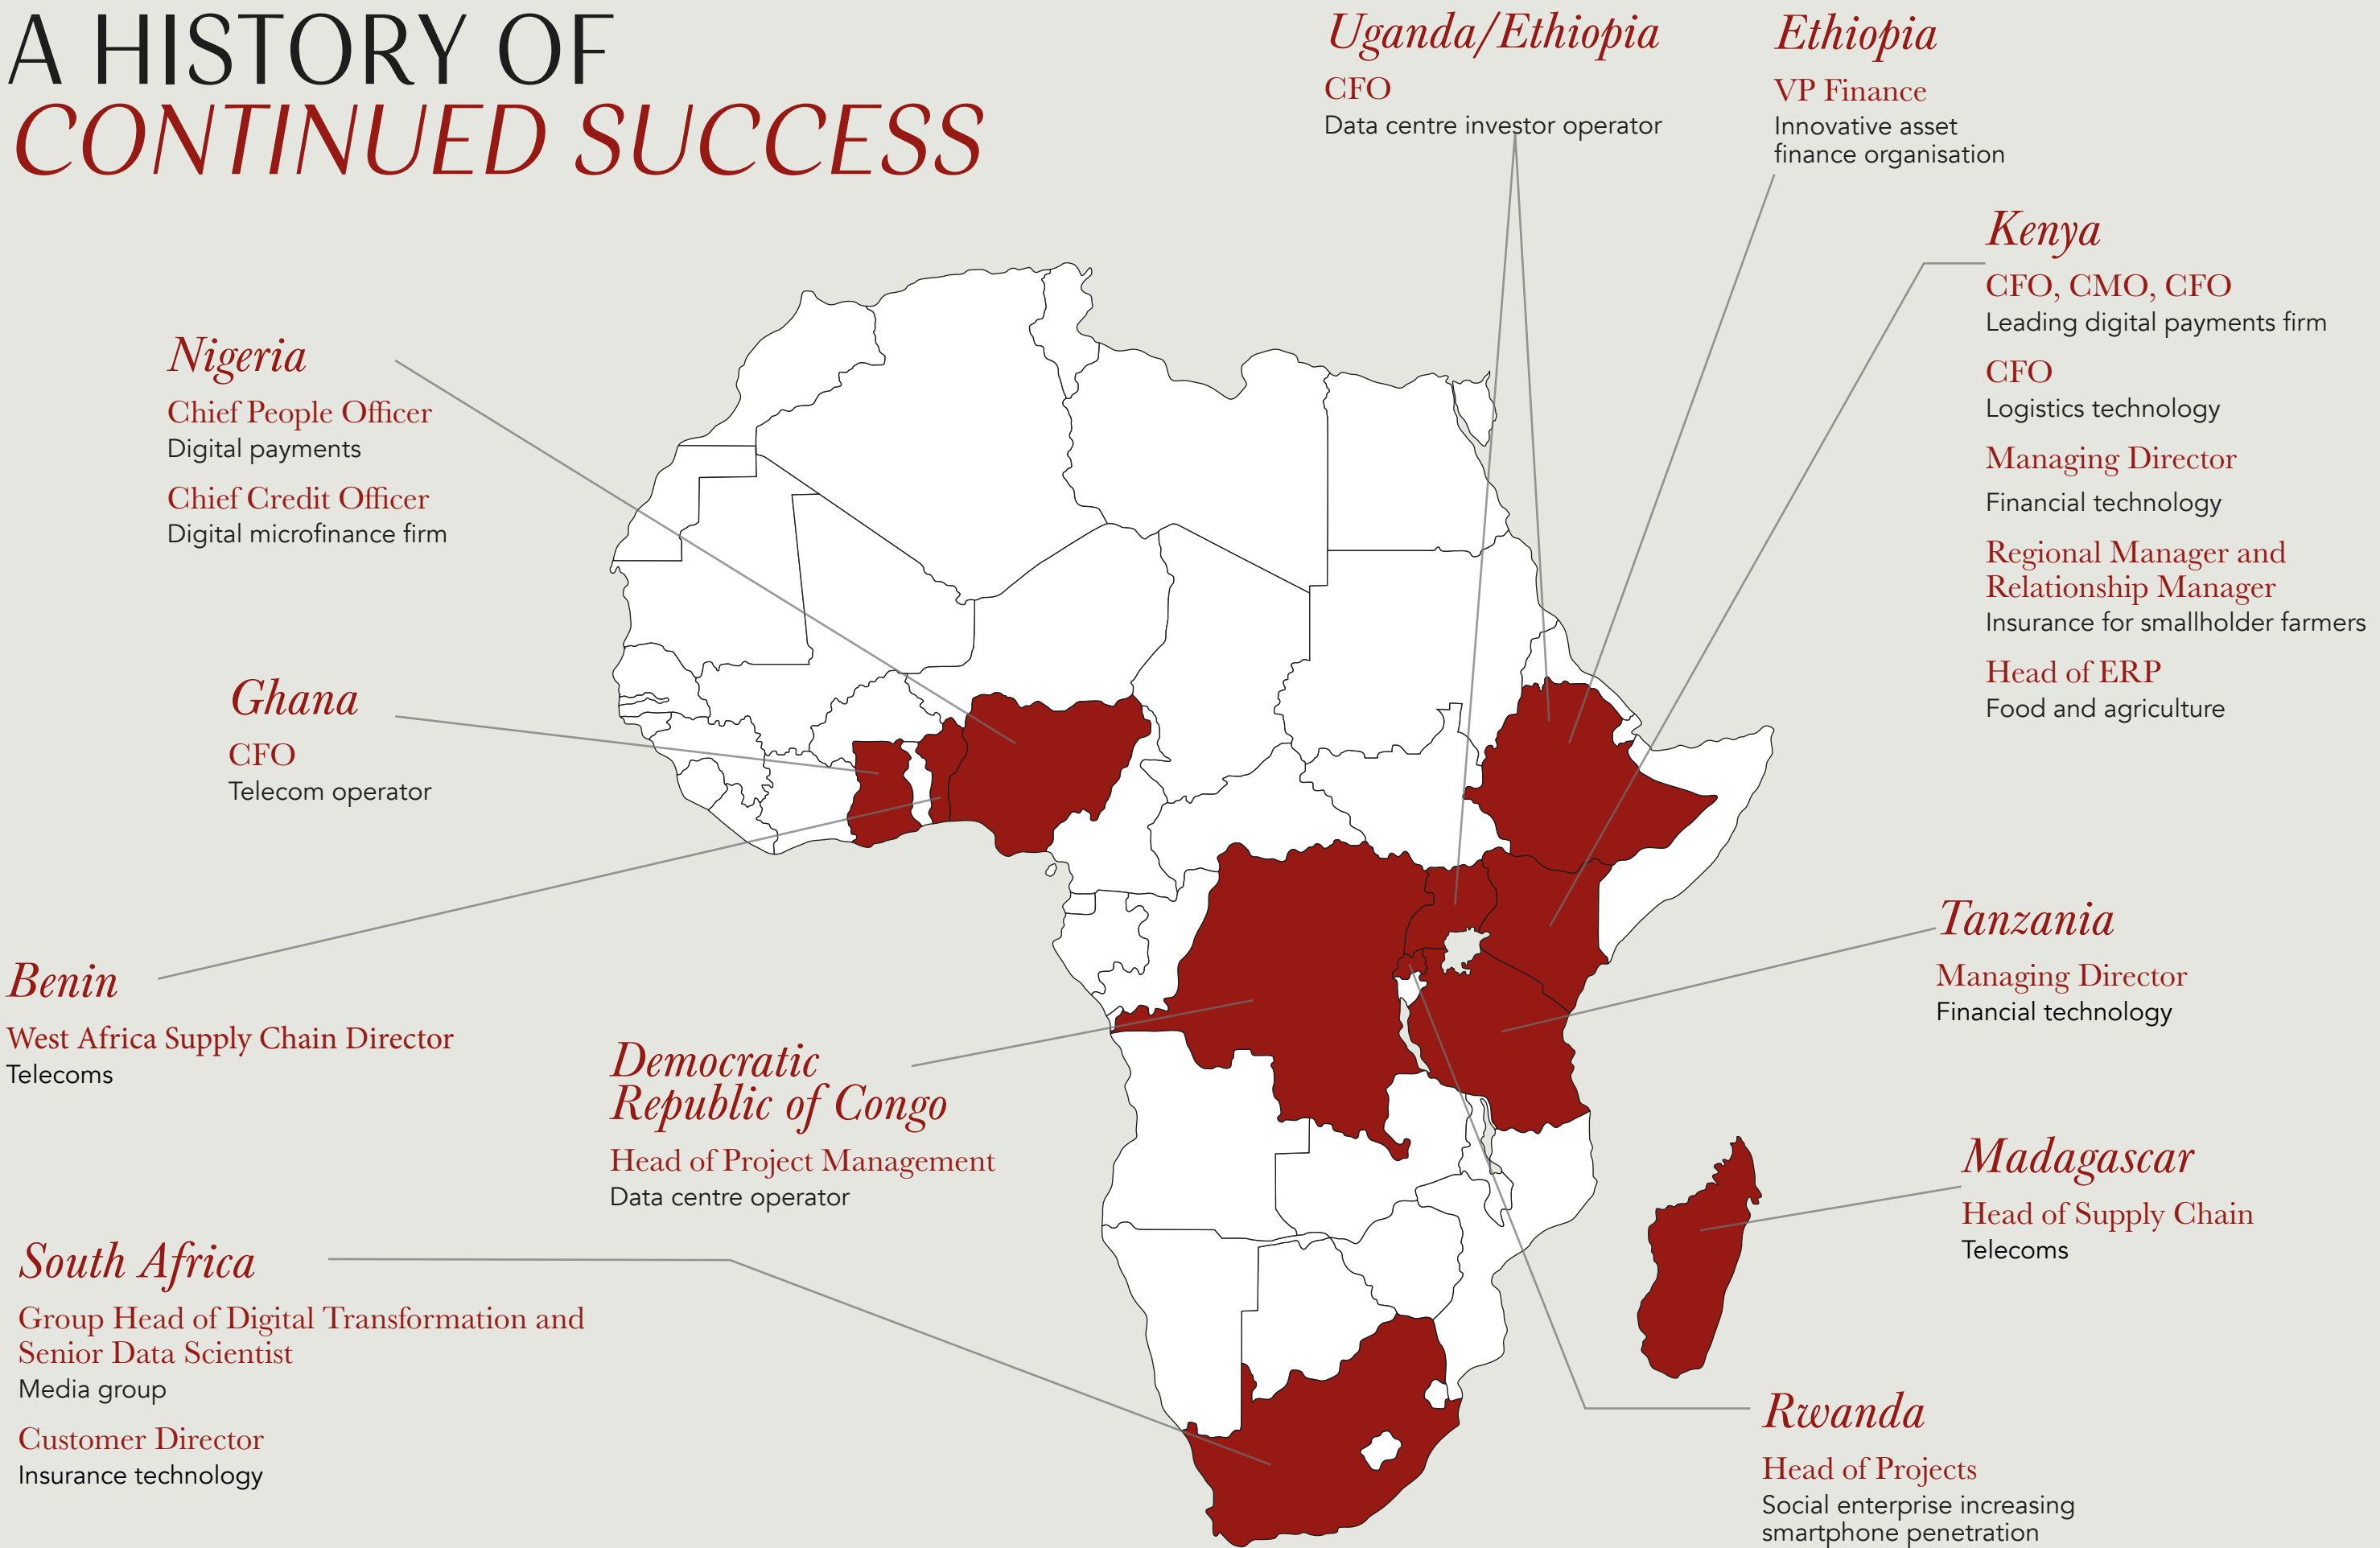 A HISTORY OF
CONTINUED SUCCESS
Uganda/Ethiopia
CFO
Data centre investor operator
Ethiopia
VP Finance
Innovative asset
finance organisation
Kenya
CFO, CMO, CFO
Leading digital payments firm
CFO
Logistics technology
Managing Director
Financial technology
Regional Manager and
Relationship Manager
Insurance for smallholder farmers
Head of ERP
Food and agriculture
Nigeria
Chief People Officer
Digital payments
Chief Credit Officer
Digital microfinance firm
Ghana
CFO
Telecom operator
Benin
West Africa Supply Chain Director
Telecoms
Democratic
Republic of Congo
Head of Project Management
Data centre operator
Tanzania
Managing Director
Financial technology
Madagascar
Head of Supply Chain
Telecoms
South Africa
Group Head of Digital Transformation and
Senior Data Scientist
Media group
Customer Director
Insurance technology
Rwanda
Head of Projects
Social enterprise increasing
smartphone penetration